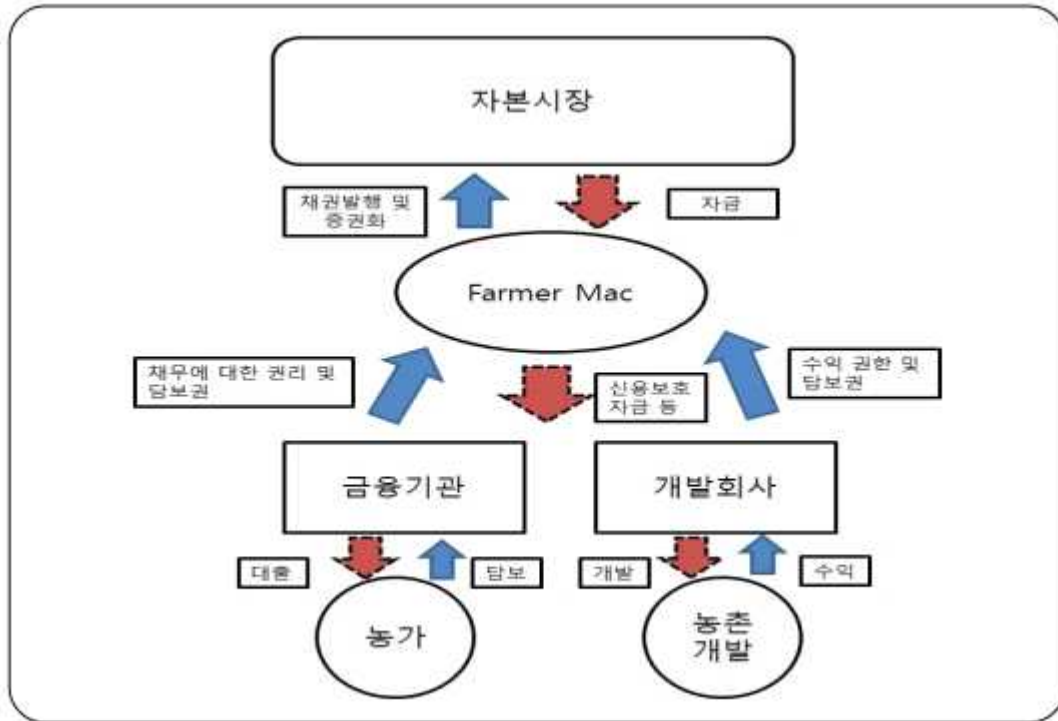 자본시장
채권발행 및
증권화
자금
Farmer Mac
채무에 대한 권리 및
담보권
신용보호
자금 등
수익 권한 및
담보권
금융기관
개발회사
대출
담보
개발
수익
농가
농촌
개발